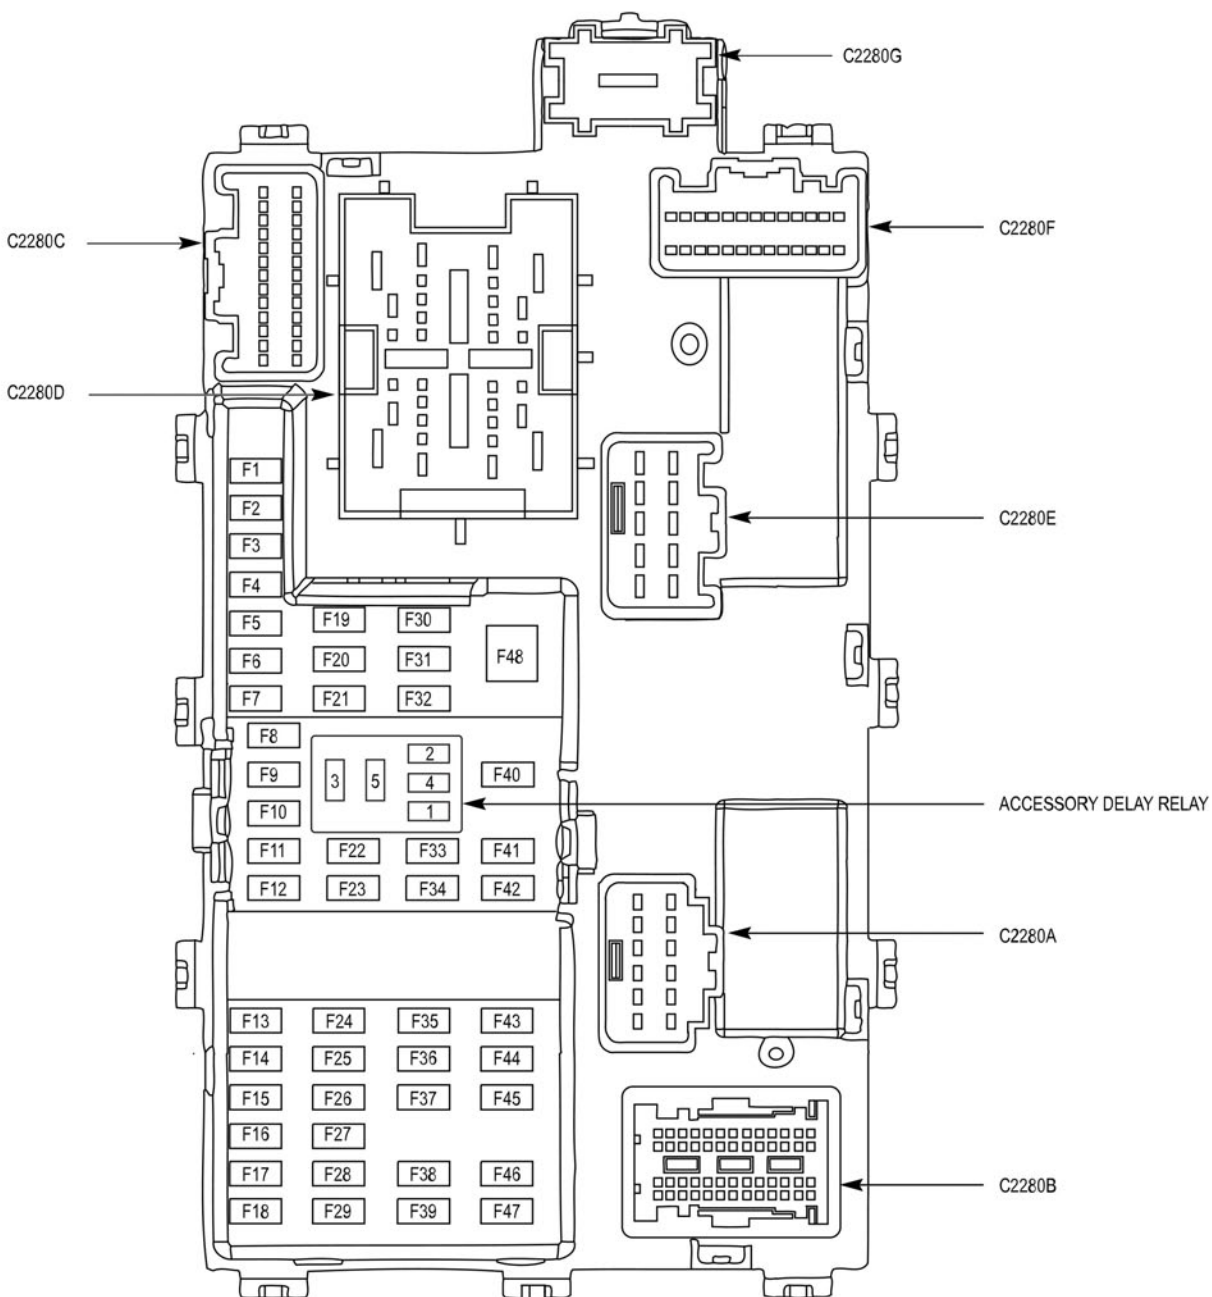 C2280G
C2280C
C2280F
C2280D
F1
F2
C2280E
F3
F4
F5 F19 F30
F6 F20 F31 F48
F7 F21 F32
F8
2
F9 3 5 4 F40
F10 1 ACCESSORY DELAY RELAY
F11 F22 F33 F41
F12 F23 F34 F42
C2280A
F13 F24 F35 F43
F14 F25 F36 F44
F15 F26 F37 F45
F16 F27
F17 F28 F38 F46
C2280B
F18 F29 F39 F47